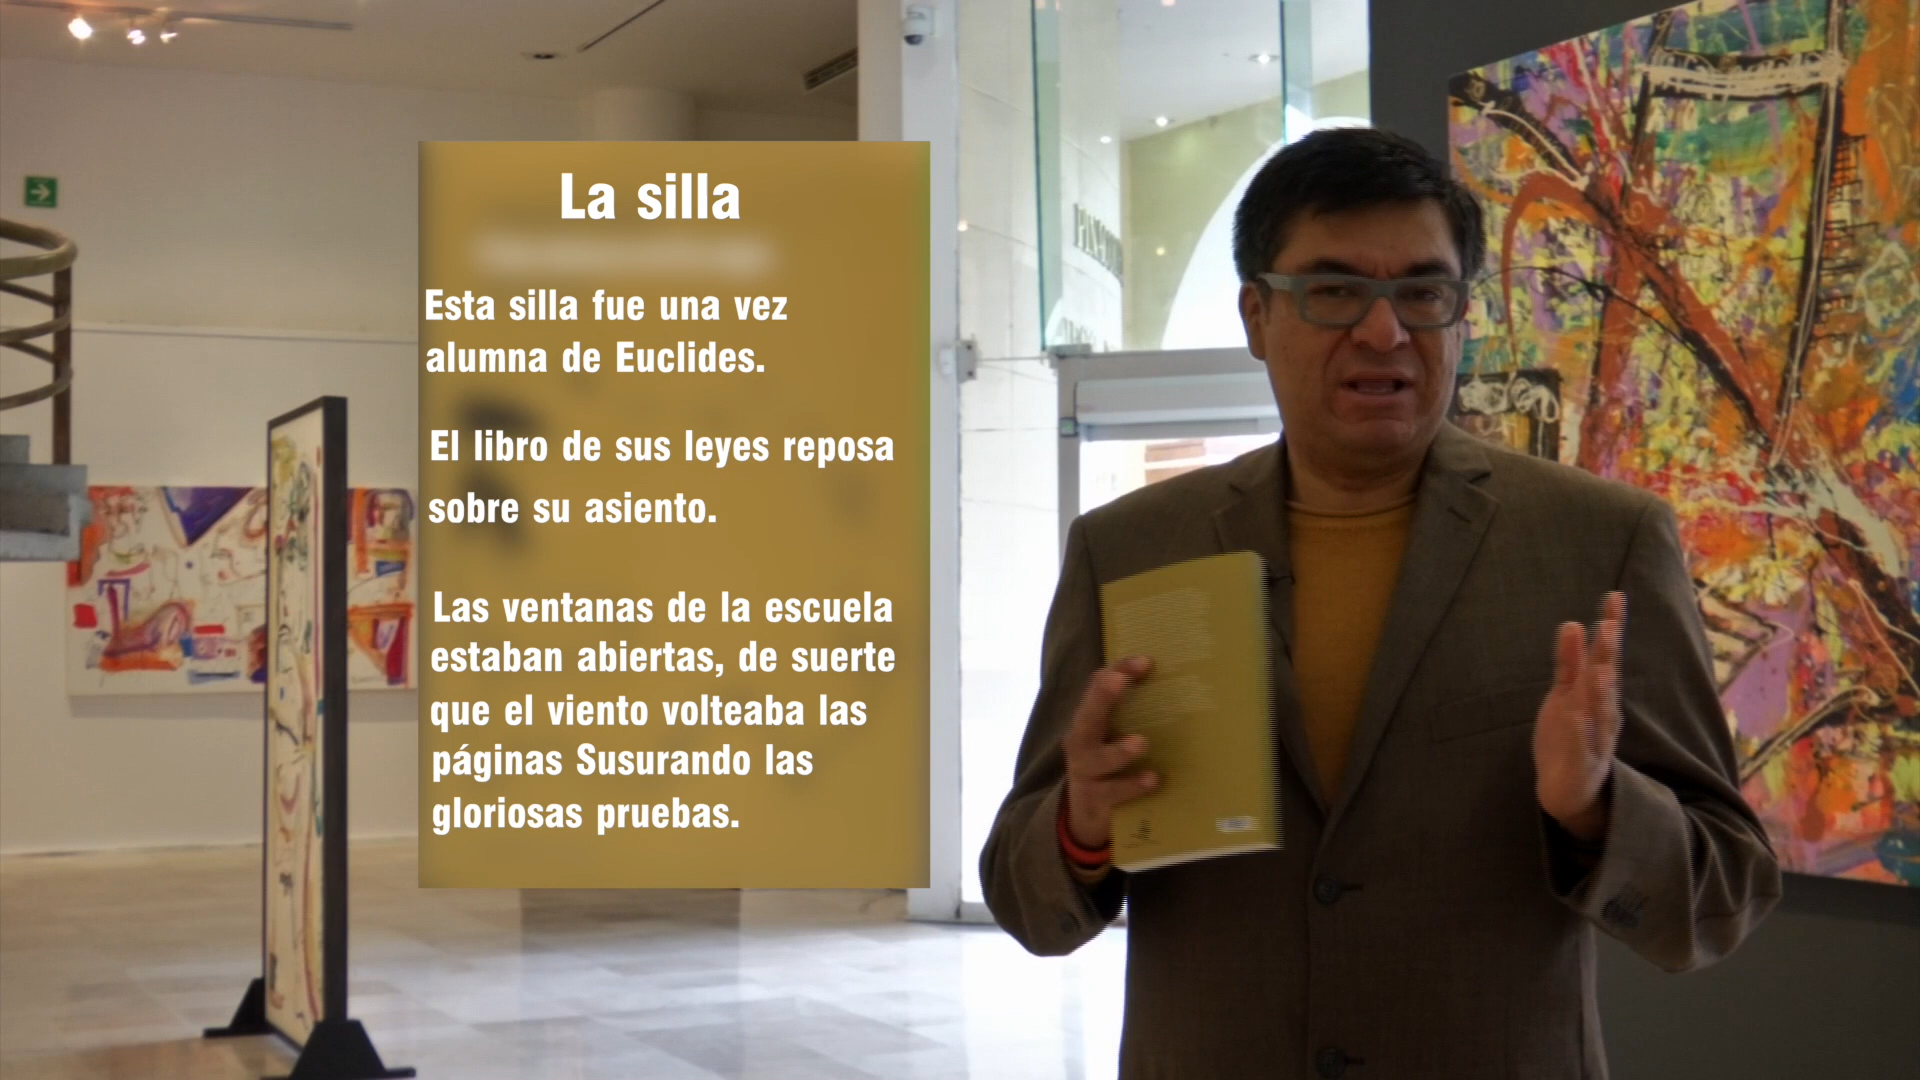 La silla
Esta silla fue una vez
alumna de Euclides.
El libro de sus leyes reposa
sobre su asiento.
Las ventanas de la escuela
estaban abiertas, de suerte
que el viento volteaba las
páginas Susurando las
gloriosas pruebas.